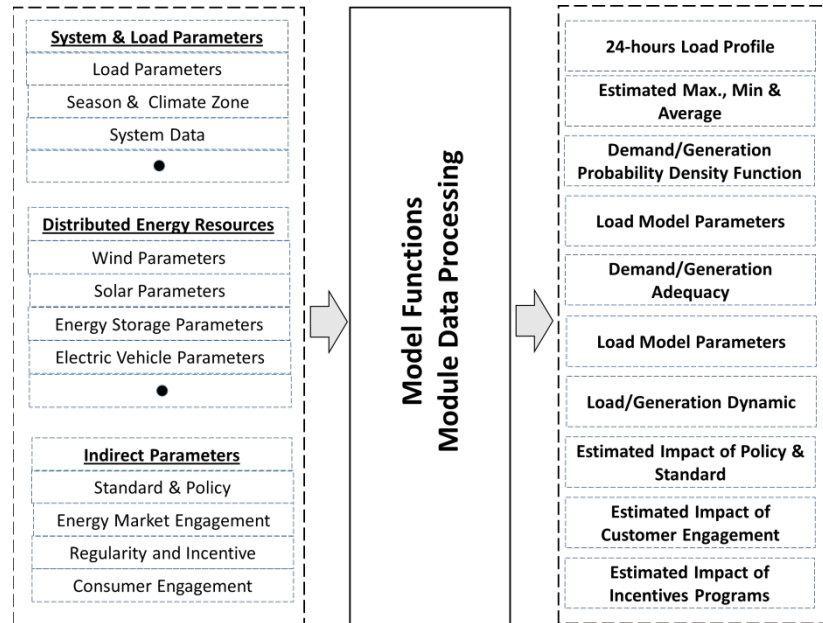 System & Load Parameters
Load Parameters
Season & Climate Zone
System Data
Distributed Energy Resources
Wind Parameters
Solar Parameters
Energy Storage Parameters
Electric Vehicle Parameters
Indirect Parameters
Standard & Policy
Energy Market Engagement
Regularity and Incentive
Consumer Engagement
Model Functions
Module Data Processing
24-hours Load Profile
Estimated Max., Min &
Average
Demand/Generation
Probability Density Function
Load Model Parameters
Demand/Generation
Adequacy
Load Model Parameters
Load/Generation Dynamic
Estimated Impact of Policy &
Standard
Estimated Impact of
Customer Engagement
Estimated Impact of
Incentives Programs